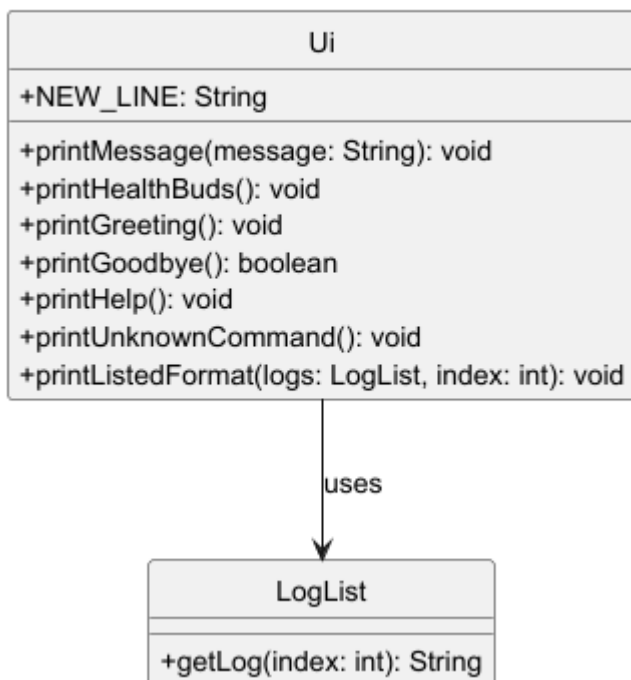 Ui
+NEW_LINE: String
+printMessage(message: String): void
+printHealthBuds(): void
+printGreeting(): void
+printGoodbye(): boolean
+printHelp(): void
+printUnknownCommand(): void
+printListedFormat(logs: LogList, index: int): void
uses
LogList
+getLog(index: int): String